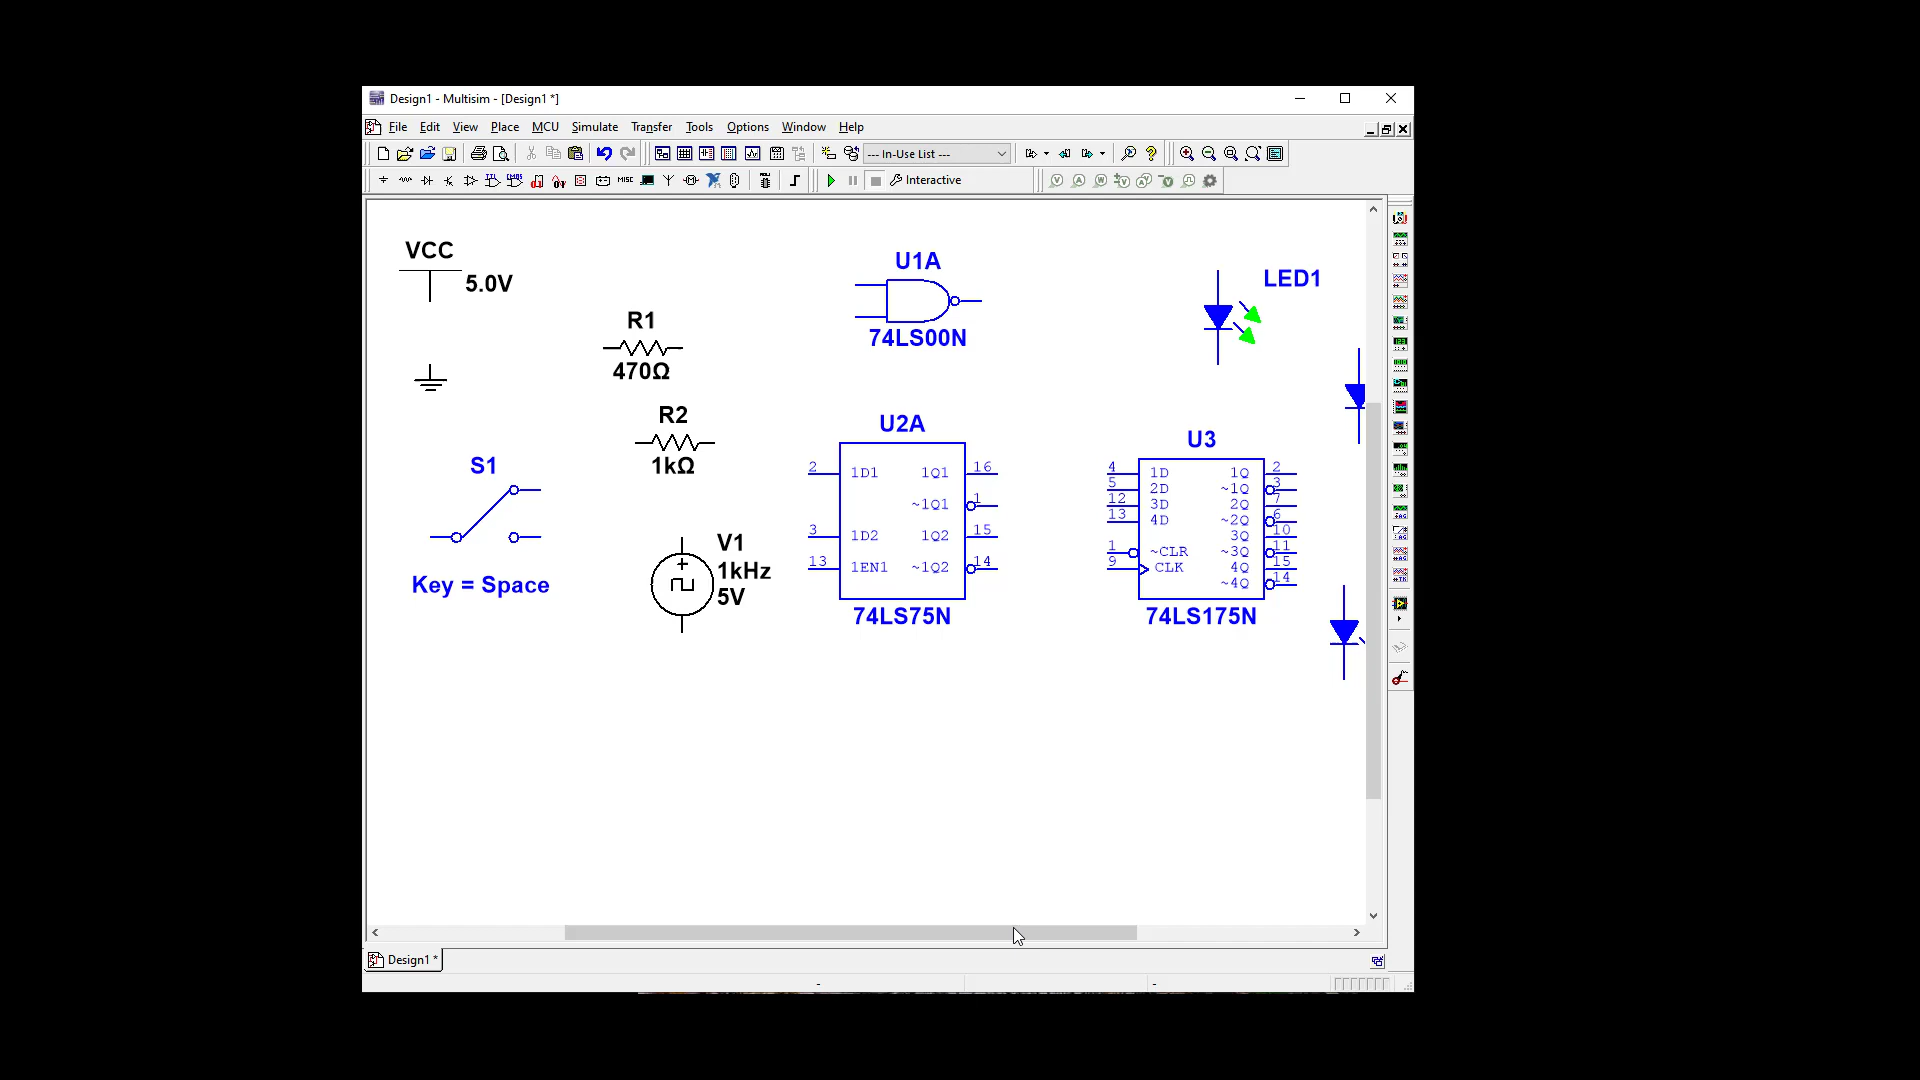 Design1 - Multisim - [Design1 *]
File Edit View Place MCU Simulate Transfer Tools Options Window Help
--- In-Use List ---
MISC
Interactive
VCC
5.0V
R1
470Ω
R2
1kΩ
S1
Key = Space
V1
1kHz
5V
U1A
74LS00N
LED1
U2A
2 1D1 1Q1 16
~1Q1 1
3 1D2 1Q2 15
13 1EN1 ~1Q2 14
74LS75N
U3
4 1D 1Q 2
5 2D ~1Q 3
12 3D 2Q 7
13 4D ~2Q 6
3Q 10
1 ~CLR ~3Q 11
9 CLK 4Q 15
~4Q 14
74LS175N
Design1 *
- -